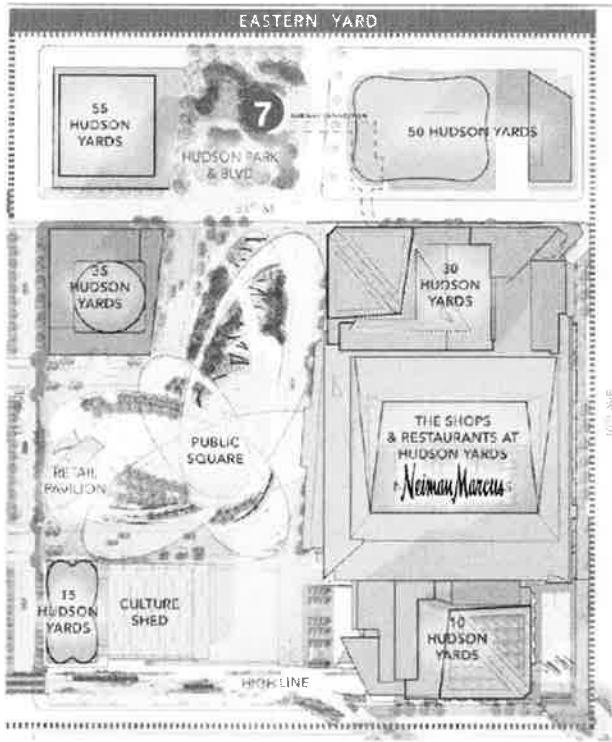 EASTERN YARD
55
HUDSON
YARDS
7
HUDSON PARK
& BLVD
50 HUDSON YARDS
35
HUDSON
YARDS
30
HUDSON
YARDS
THE SHOPS
& RESTAURANTS AT
HUDSON YARDS
Neiman Marcus
PUBLIC
SQUARE
RETAIL
PAVILION
15
HUDSON
YARDS
CULTURE
SHED
10
HUDSON
YARDS
HIGH LINE